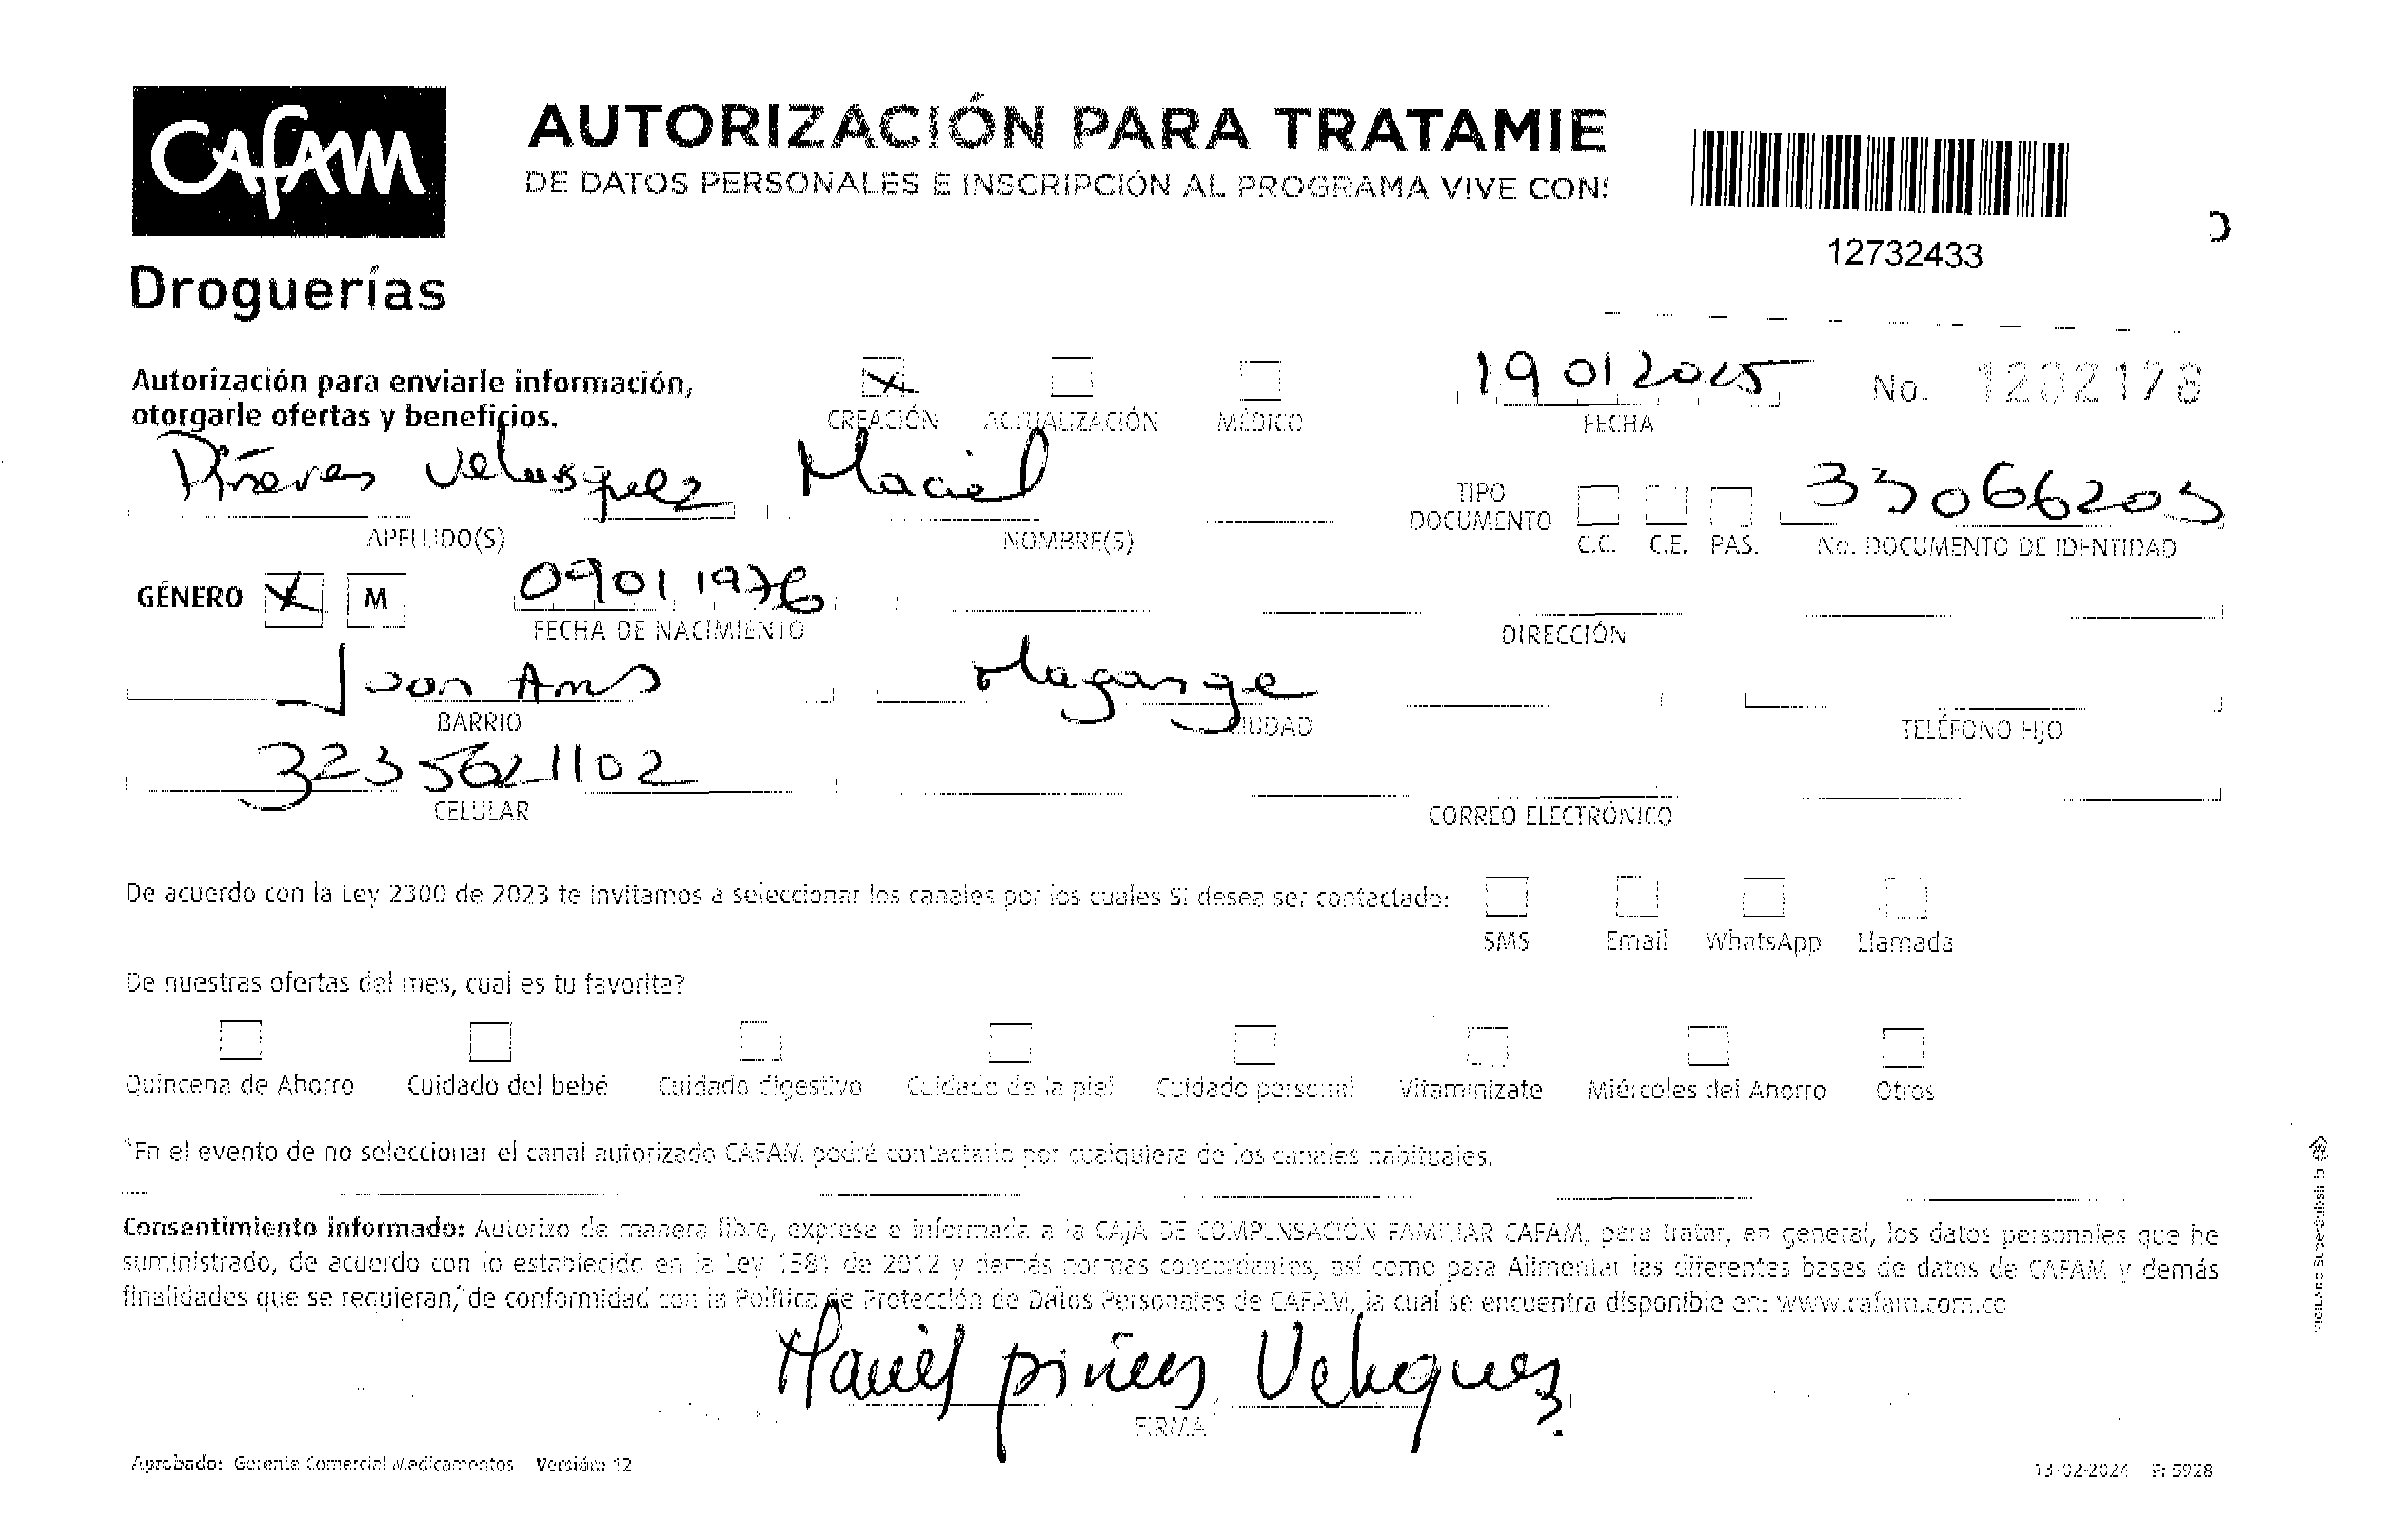 CAFAM
Droguerías
AUTORIZACIÓN PARA TRATAMIE
DE DATOS PERSONALES E INSCRIPCIÓN AL PROGRAMA VIVE CON
12732433
Autorización para enviarle información,
otorgarle ofertas y beneficios.
CREACIÓN ACTUALIZACIÓN MÉDICO
19 01 2025
FECHA
No. 1232178
Piñeres Velasquez Maciel
APELLIDO(S) NOMBRE(S)
TIPO DOCUMENTO C.C. C.E. PAS.
33066203
No. DOCUMENTO DE IDENTIDAD
GÉNERO X M
09 01 1976
FECHA DE NACIMIENTO
DIRECCIÓN
Juan Magangue
BARRIO CIUDAD TELÉFONO FIJO
3235621102
CELULAR CORREO ELECTRÓNICO
De acuerdo con la Ley 2300 de 2023 te invitamos a seleccionar los canales por los cuales Si desea ser contactado:
SMS Email WhatsApp Llamada
De nuestras ofertas del mes, cual es tu favorita?
Quincena de Ahorro Cuidado del bebé Cuidado digestivo Cuidado de la piel Cuidado personal Vitaminízate Miércoles del Ahorro Otros
*En el evento de no seleccionar el canal autorizado CAFAM podrá contactarlo por cualquiera de los canales habituales.
Consentimiento informado: Autorizo de manera libre, expresa e informada a la CAJA DE COMPENSACIÓN FAMILIAR CAFAM, para tratar, en general, los datos personales que he
suministrado, de acuerdo con lo establecido en la Ley 1581 de 2012 y demás normas concordantes, así como para Alimentar las diferentes bases de datos de CAFAM y demás
finalidades que se requieran, de conformidad con la Política de Protección de Datos Personales de CAFAM, la cual se encuentra disponible en: www.cafam.com.co
Maciel piñeres Velasquez
FIRMA
Aprobado: Gerente Comercial Medicamentos Versión: 12
13-02-2024 F: 5928
VIGILADO SuperSubsidio